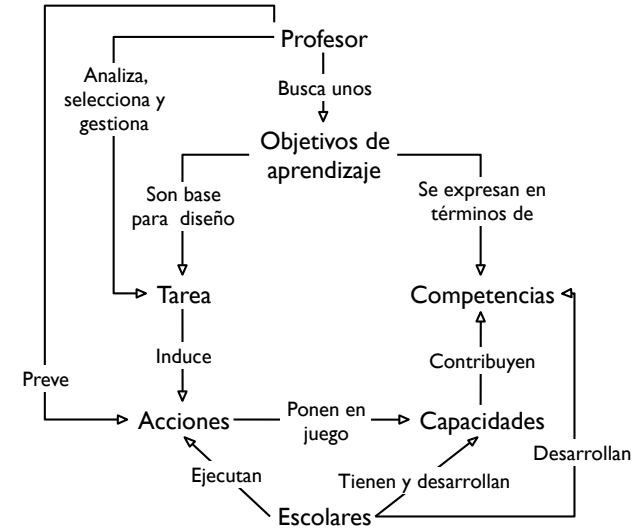 Profesor
Analiza,
selecciona y
gestiona
Busca unos
Objetivos de
aprendizaje
Son base
para diseño
Se expresan en
términos de
Tarea
Competencias
Induce
Contribuyen
Preve
Acciones
Ponen en
juego
Capacidades
Desarrollan
Ejecutan
Tienen y desarrollan
Escolares